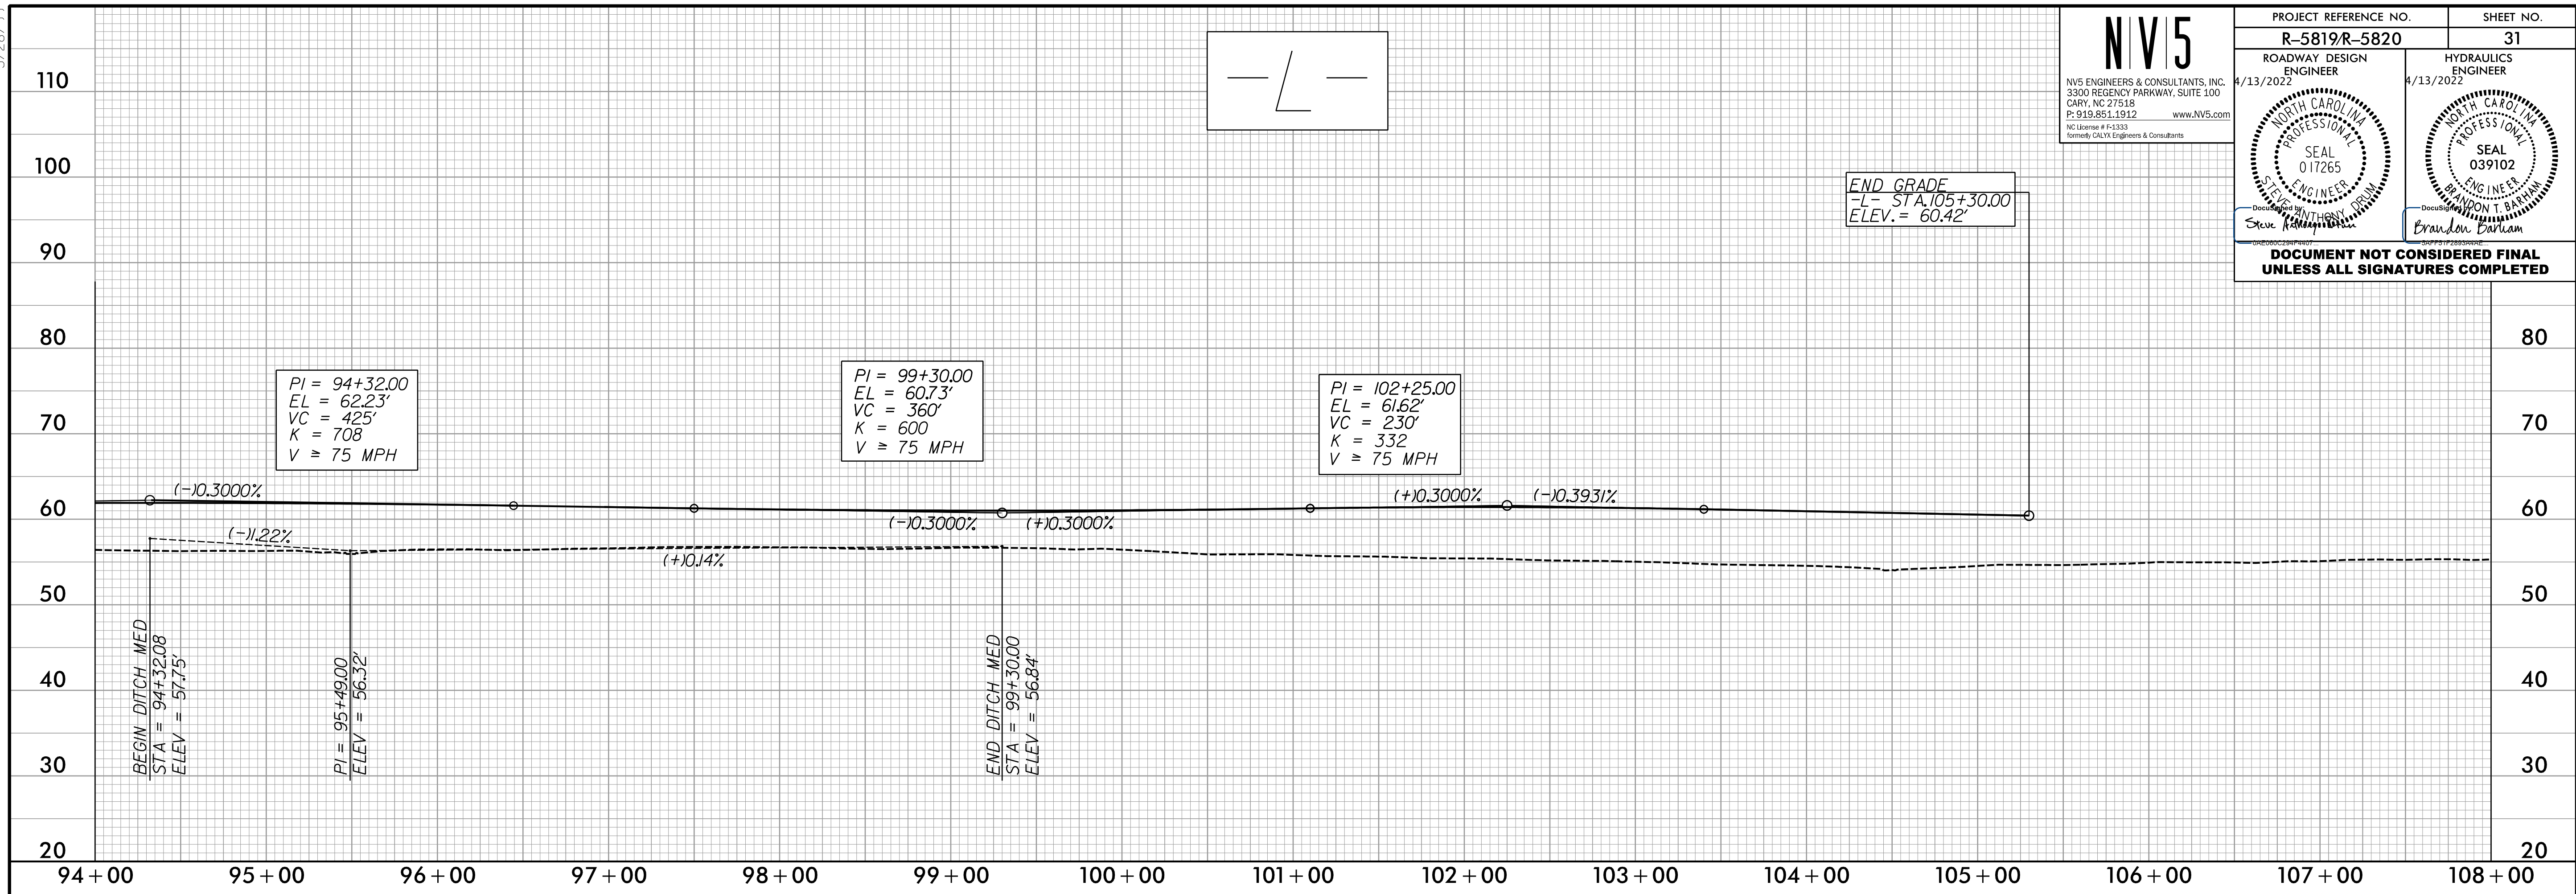 N|V|5
NV5 ENGINEERS & CONSULTANTS, INC.
3300 REGENCY PARKWAY, SUITE 100
CARY, NC 27518
P: 919.851.1912 www.NV5.com
NC License # F-1333
formerly CALYX Engineers & Consultants
PROJECT REFERENCE NO. SHEET NO.
R–5819/R–5820 31
ROADWAY DESIGN
ENGINEER
4/13/2022
NORTH CAROLINA
PROFESSIONAL
SEAL
017265
ENGINEER
STEVE ANTHONY DRUM
DocuSigned by:
HYDRAULICS
ENGINEER
4/13/2022
NORTH CAROLINA
PROFESSIONAL
SEAL
039102
ENGINEER
BRANDON T. BARHAM
DocuSigned by:
Brandon Barham
DOCUMENT NOT CONSIDERED FINAL
UNLESS ALL SIGNATURES COMPLETED
– L –
END GRADE
-L- STA.105+30.00
ELEV. = 60.42'
PI = 94+32.00
EL = 62.23'
VC = 425'
K = 708
V ≥ 75 MPH
PI = 99+30.00
EL = 60.73'
VC = 360'
K = 600
V ≥ 75 MPH
PI = 102+25.00
EL = 61.62'
VC = 230'
K = 332
V ≥ 75 MPH
(-)0.3000%
(-)0.3000%
(+)0.3000%
(+)0.3000%
(-)0.3931%
(-)1.22%
(+)0.14%
BEGIN DITCH MED
STA = 94+32.08
ELEV = 57.75'
PI = 95+49.00
ELEV = 56.32'
END DITCH MED
STA = 99+30.00
ELEV = 56.84'
110
100
90
80
70
60
50
40
30
20
80
70
60
50
40
30
20
94+00 95+00 96+00 97+00 98+00 99+00 100+00 101+00 102+00 103+00 104+00 105+00 106+00 107+00 108+00